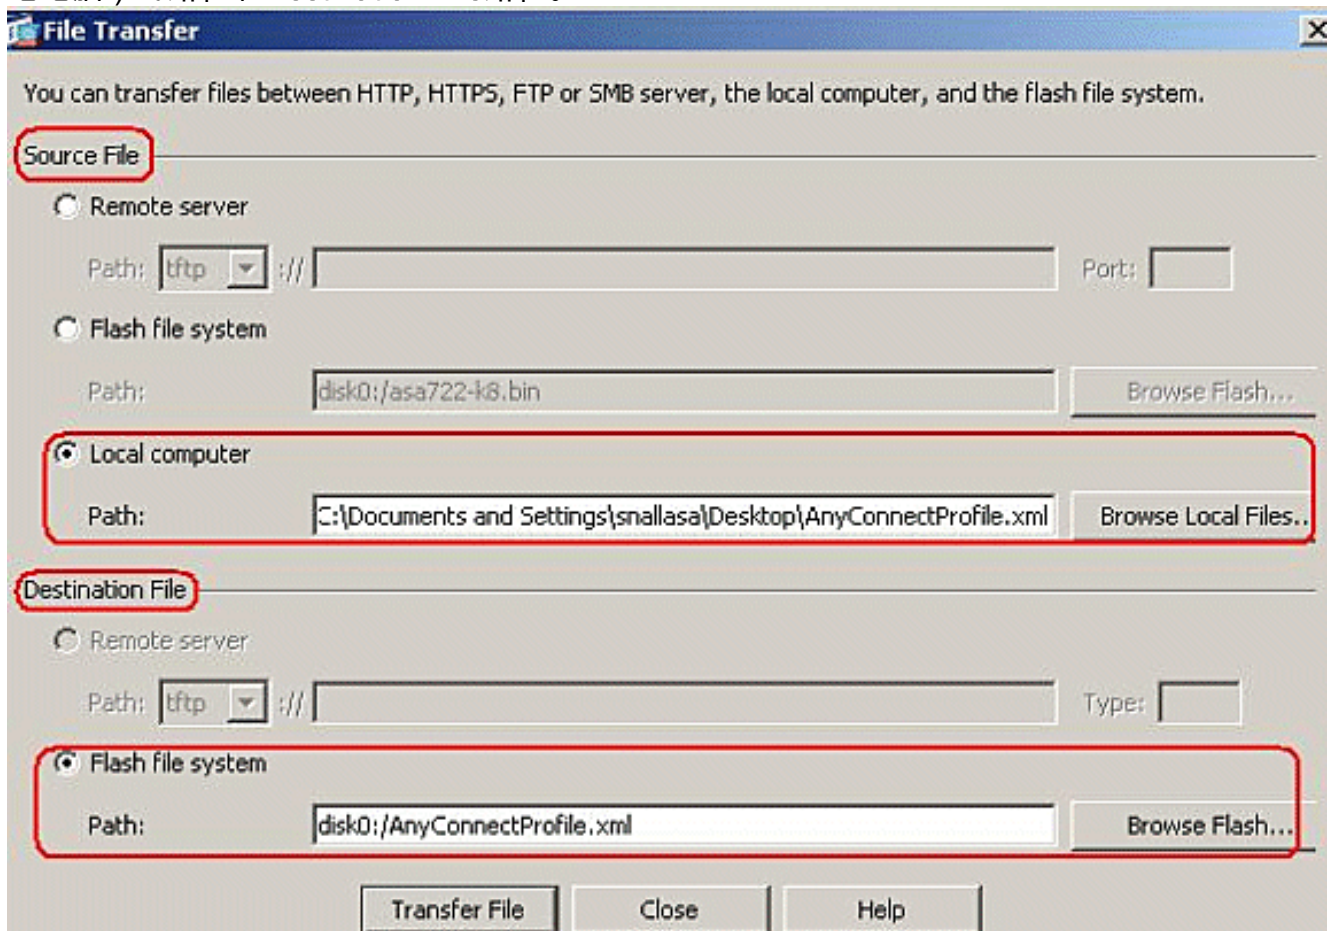 File Transfer
You can transfer files between HTTP, HTTPS, FTP or SMB server, the local computer, and the flash file system.
Source File
Remote server
Path: tftp :// Port:
Flash file system
Path: disk0:/asa722-k8.bin Browse Flash...
Local computer
Path: C:\Documents and Settings\snallasa\Desktop\AnyConnectProfile.xml Browse Local Files..
Destination File
Remote server
Path: tftp :// Type:
Flash file system
Path: disk0:/AnyConnectProfile.xml Browse Flash...
Transfer File Close Help